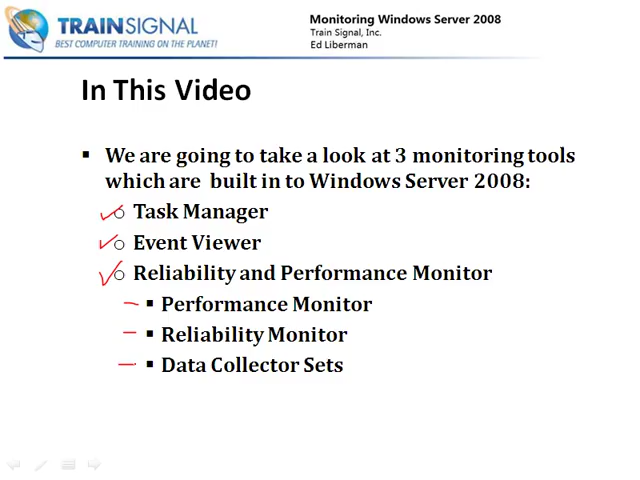 TRAINSIGNAL
BEST COMPUTER TRAINING ON THE PLANET!
Monitoring Windows Server 2008
Train Signal, Inc.
Ed Liberman
In This Video
We are going to take a look at 3 monitoring tools
which are built in to Windows Server 2008:
Task Manager
Event Viewer
Reliability and Performance Monitor
Performance Monitor
Reliability Monitor
Data Collector Sets